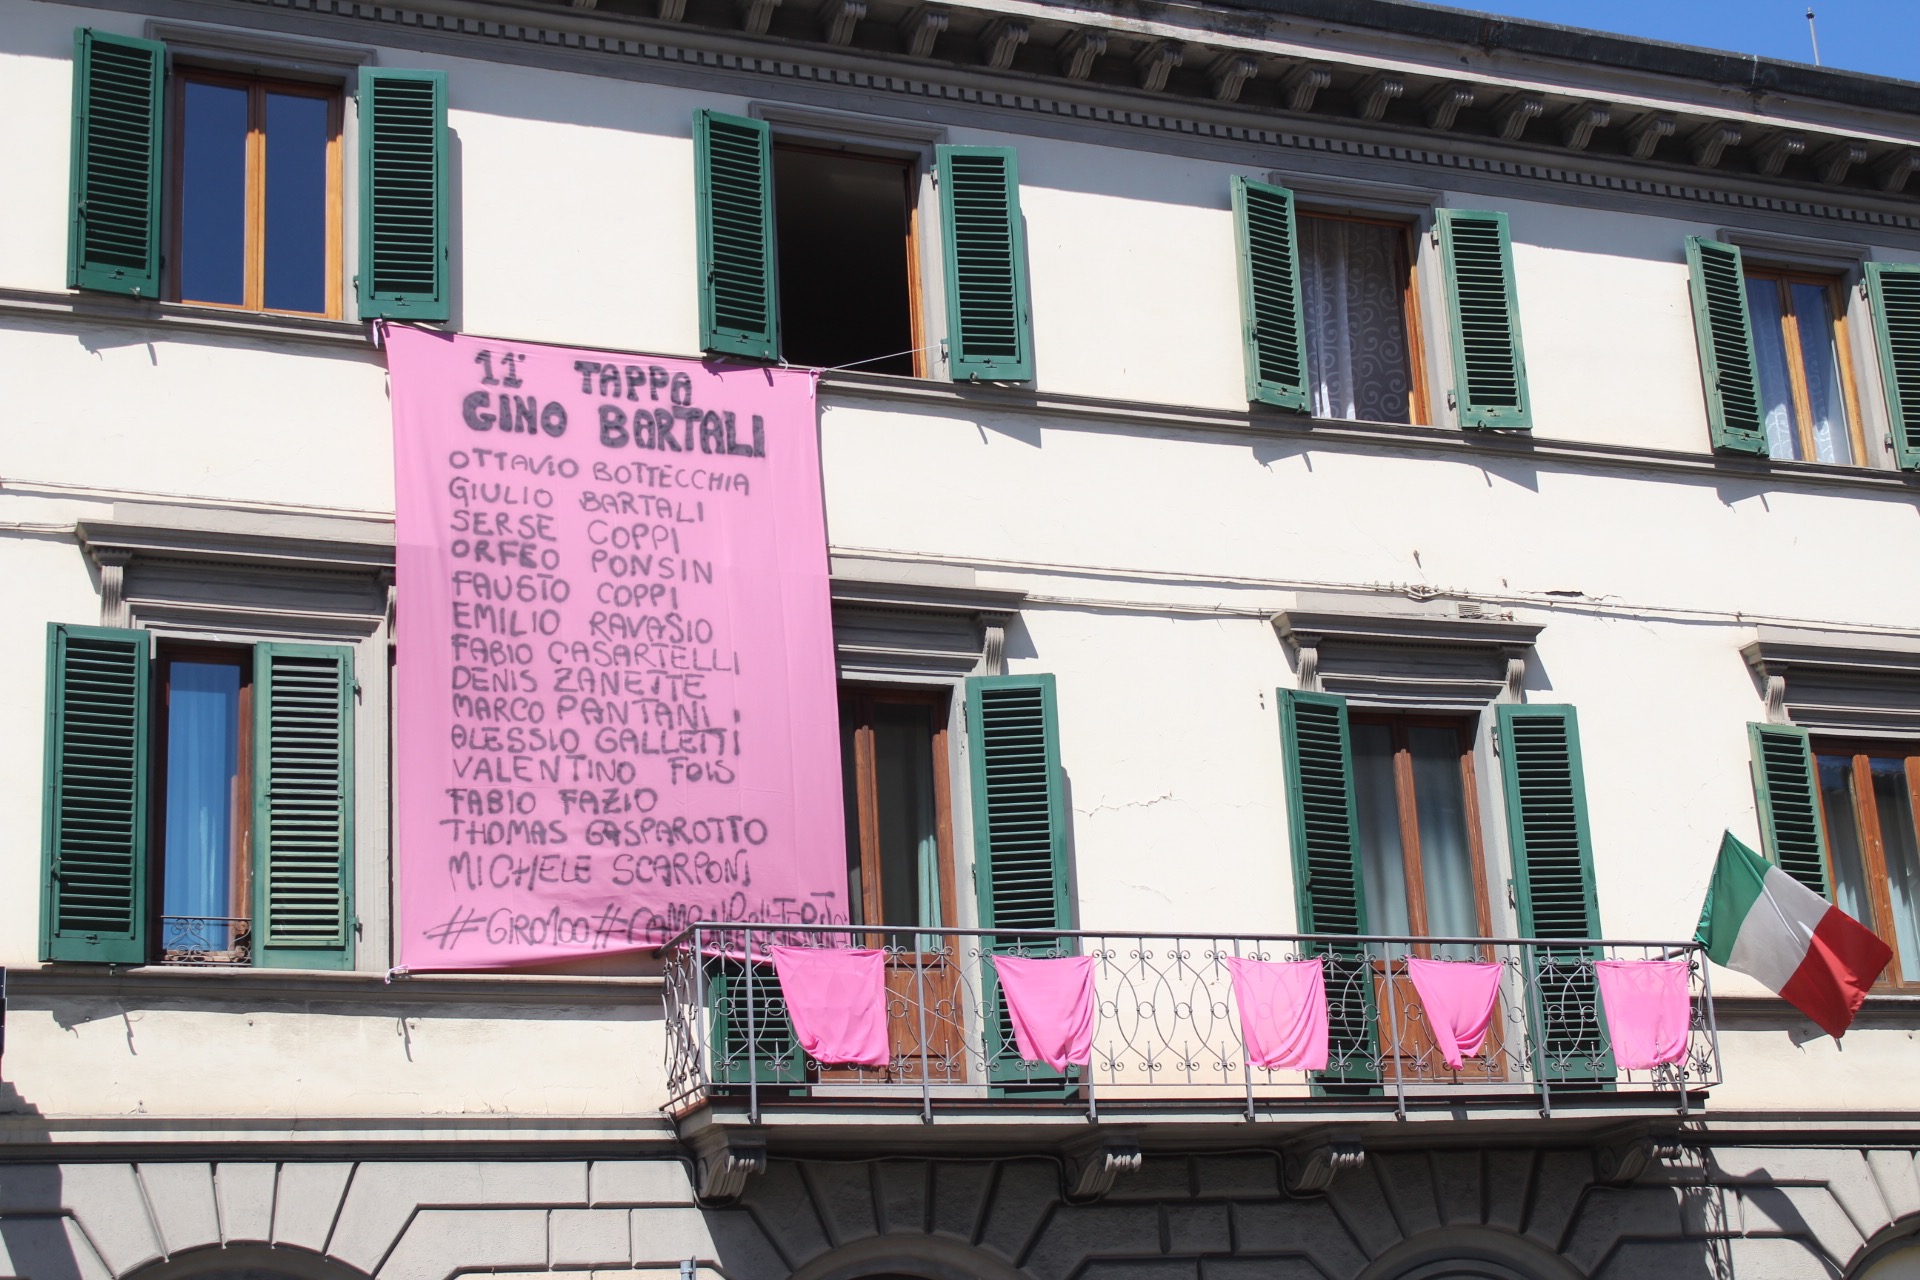 11° TAPPA
GINO BARTALI
OTTAVIO BOTTECCHIA
GIULIO BARTALI
SERSE COPPI
ORFEO PONSIN
FAUSTO COPPI
EMILIO RAVASIO
FABIO CASARTELLI
DENIS ZANETTE
MARCO PANTANI
ALESSIO GALLETTI
VALENTINO FOIS
FABIO FAZIO
THOMAS GASPAROTTO
MICHELE SCARPONI
#GIRO100